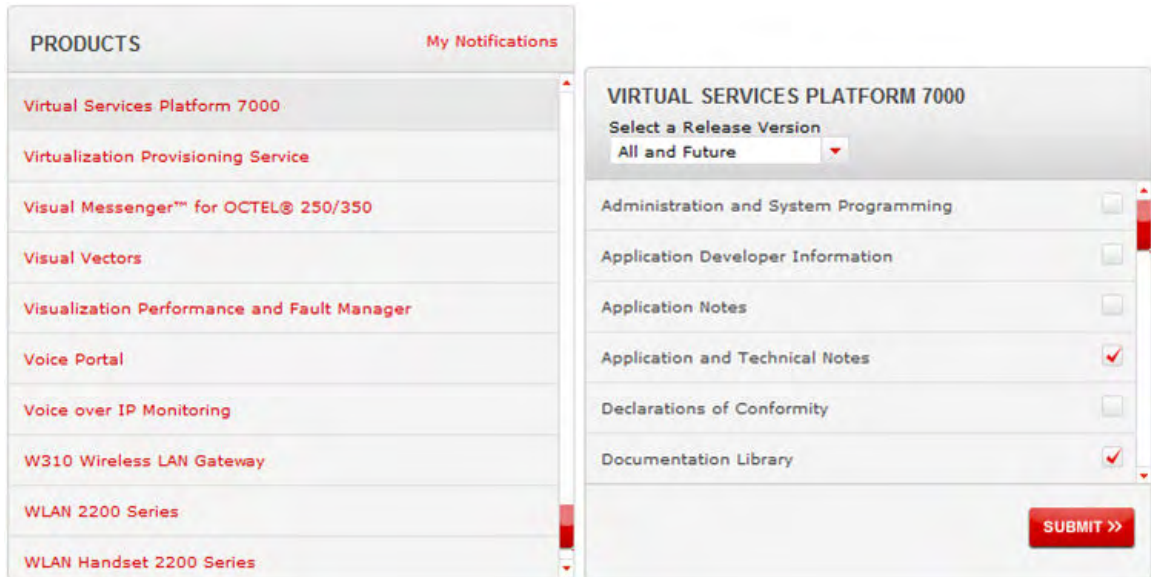 PRODUCTS
My Notifications
Virtual Services Platform 7000
Virtualization Provisioning Service
Visual Messenger™ for OCTEL® 250/350
Visual Vectors
Visualization Performance and Fault Manager
Voice Portal
Voice over IP Monitoring
W310 Wireless LAN Gateway
WLAN 2200 Series
WLAN Handset 2200 Series
VIRTUAL SERVICES PLATFORM 7000
Select a Release Version
All and Future
Administration and System Programming
Application Developer Information
Application Notes
Application and Technical Notes
Declarations of Conformity
Documentation Library
SUBMIT >>